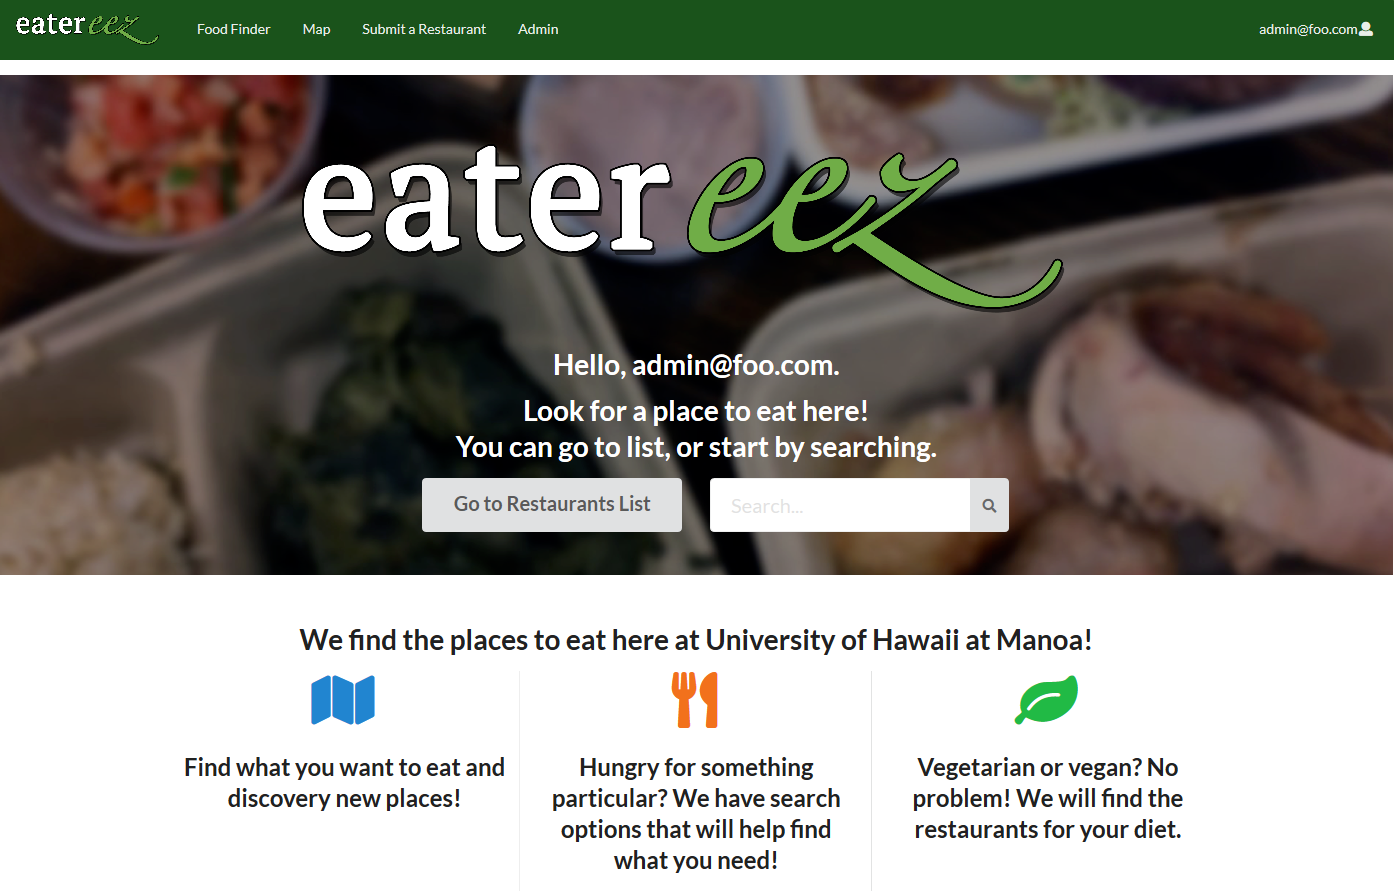 eatereez
Food Finder
Map
Submit a Restaurant
Admin
admin@foo.com
eatereez
Hello, admin@foo.com.
Look for a place to eat here!
You can go to list, or start by searching.
Go to Restaurants List
Search...
We find the places to eat here at University of Hawaii at Manoa!
Find what you want to eat and
discovery new places!
Hungry for something
particular? We have search
options that will help find
what you need!
Vegetarian or vegan? No
problem! We will find the
restaurants for your diet.